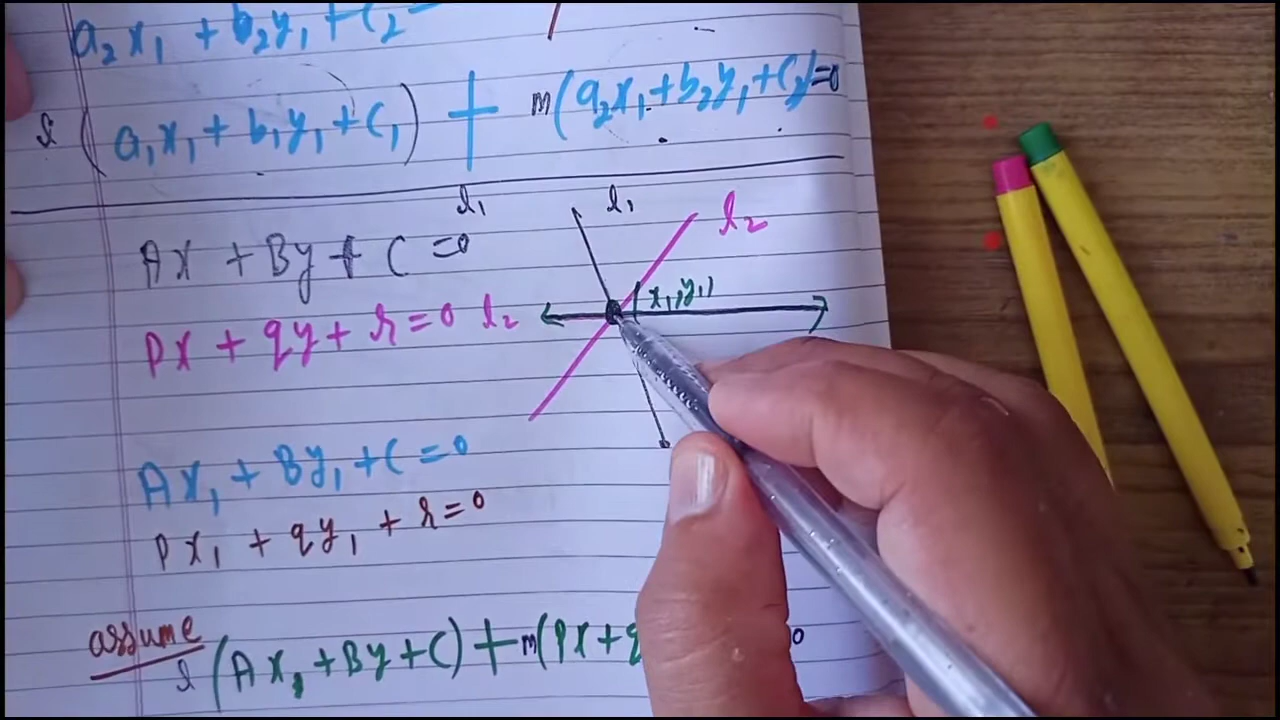 a₂x₁ + b₂y₁ + C₂
l (a₁x₁ + b₁y₁ + C₁) + m(a₂x₁ + b₂y₁ + C₂) = 0
l₁ l₁ l₂
Ax + By + C = 0
(x₁, y₁)
Px + qy + r = 0 l₂
Ax₁ + By₁ + C = 0
Px₁ + qy₁ + r = 0
assume
l (Ax₁ + By + C) + m(Px + q 0